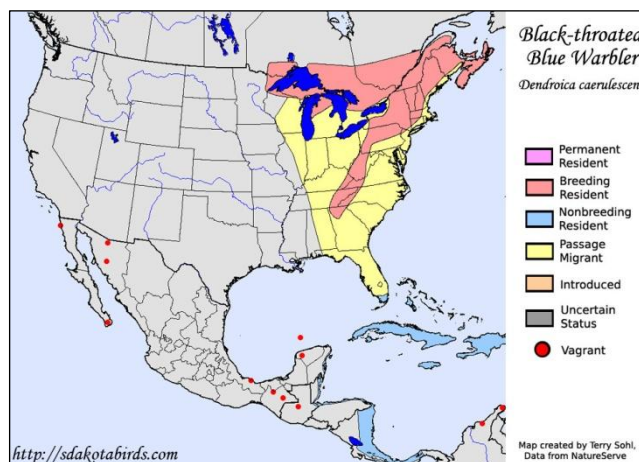 Black-throated
Blue Warbler
Dendroica caerulescens
Permanent
Resident
Breeding
Resident
Nonbreeding
Resident
Passage
Migrant
Introduced
Uncertain
Status
Vagrant
Map created by Terry Sohl,
Data from NatureServe
http://sdakotabirds.com